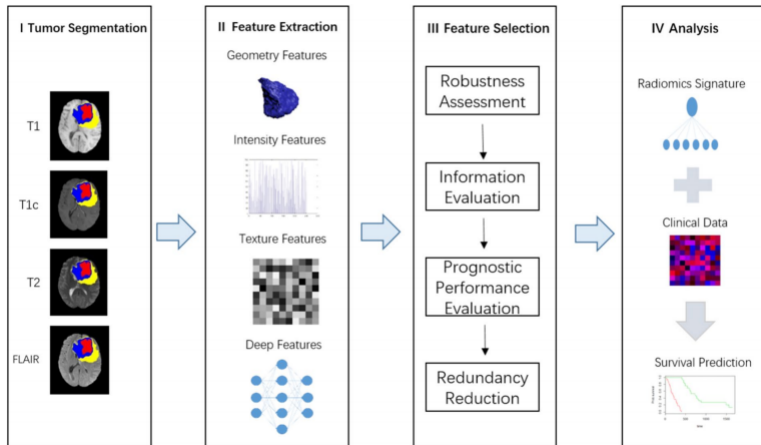 I Tumor Segmentation
T1
T1c
T2
FLAIR
II Feature Extraction
Geometry Features
Intensity Features
Texture Features
Deep Features
III Feature Selection
Robustness
Assessment
Information
Evaluation
Prognostic
Performance
Evaluation
Redundancy
Reduction
IV Analysis
Radiomics Signature
Clinical Data
Survival Prediction